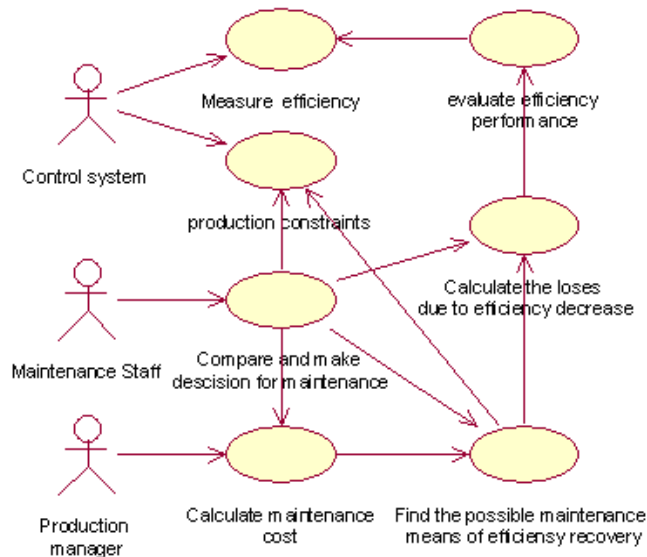 Measure efficiency
evaluate efficiency
performance
Control system
production constraints
Calculate the loses
due to efficiency decrease
Maintenance Staff
Compare and make
descision for maintenance
Production
manager
Calculate maintenance
cost
Find the possible maintenance
means of efficiensy recovery